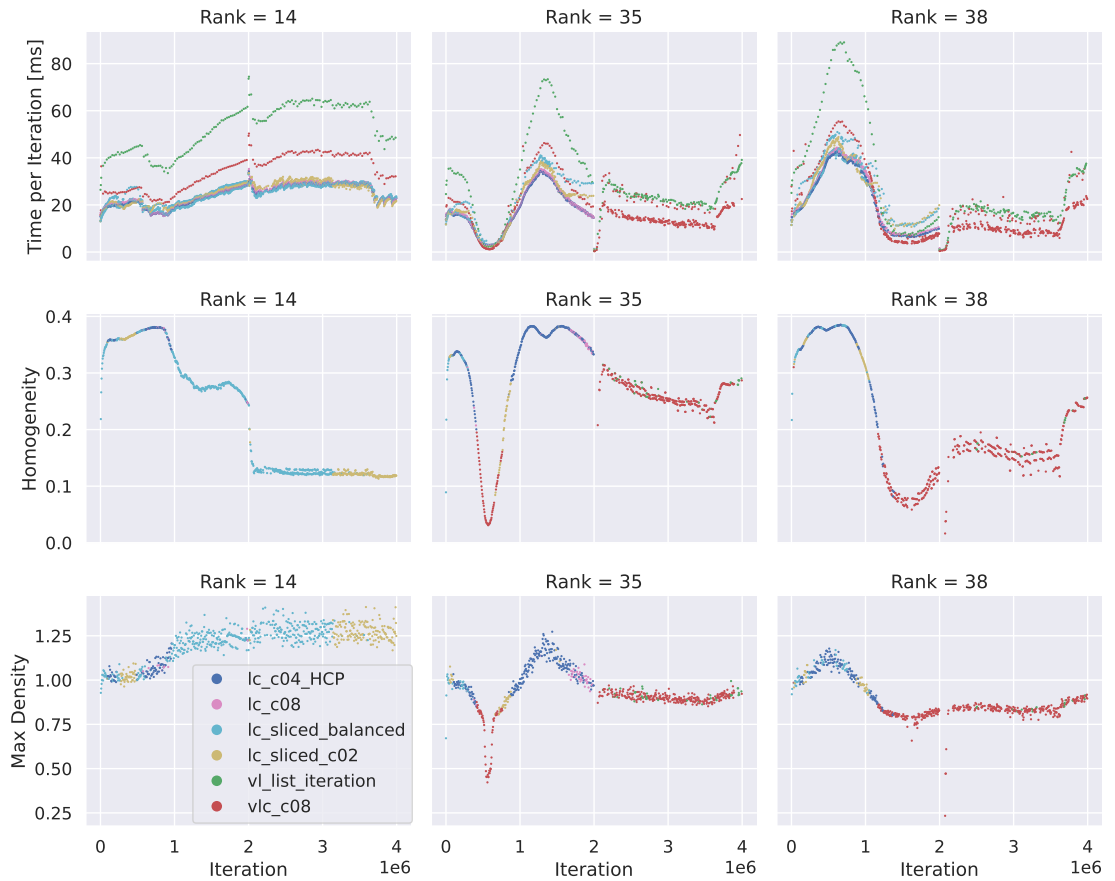 Rank = 14 Rank = 35 Rank = 38
Time per Iteration [ms]
80
60
40
20
0
Rank = 14 Rank = 35 Rank = 38
Homogeneity
0.4
0.3
0.2
0.1
0.0
Rank = 14 Rank = 35 Rank = 38
Max Density
1.25
1.00
0.75
0.50
0.25
lc_c04_HCP
lc_c08
lc_sliced_balanced
lc_sliced_c02
vl_list_iteration
vlc_c08
0 1 2 3 4 0 1 2 3 4 0 1 2 3 4
Iteration 1e6 Iteration 1e6 Iteration 1e6